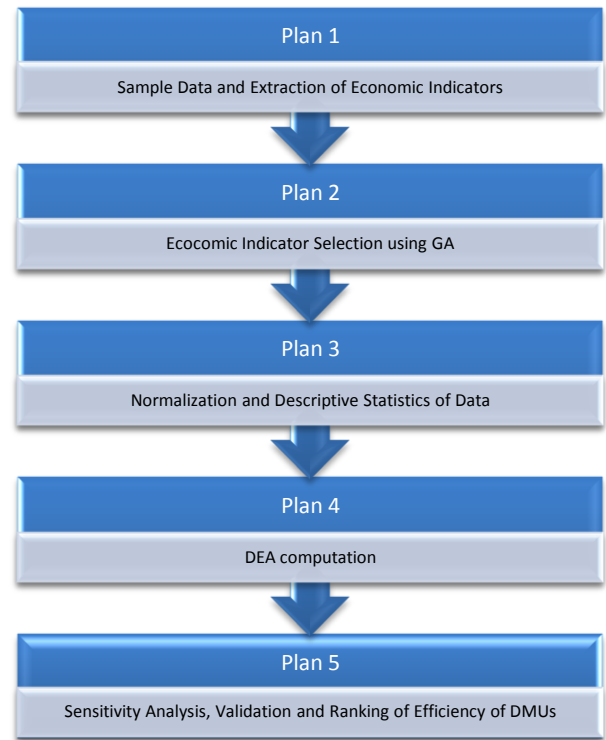 Plan 1
Sample Data and Extraction of Economic Indicators
Plan 2
Ecocomic Indicator Selection using GA
Plan 3
Normalization and Descriptive Statistics of Data
Plan 4
DEA computation
Plan 5
Sensitivity Analysis, Validation and Ranking of Efficiency of DMUs